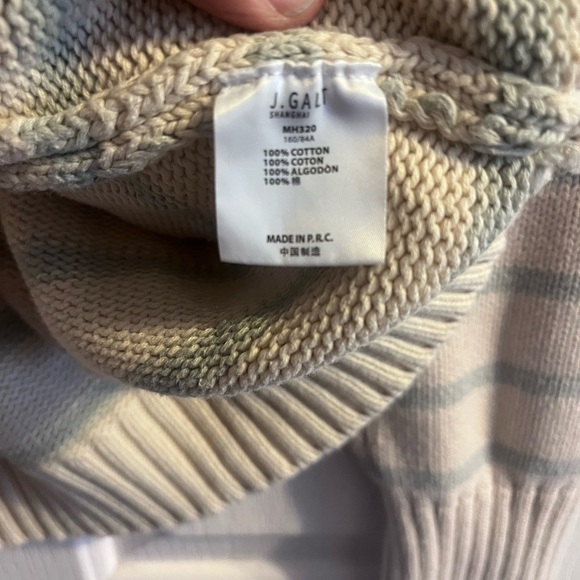 J.GALT
SHANGHAI
MH320
160/84A
100% COTTON
100% COTON
100% ALGODÓN
100% 棉
MADE IN P.R.C.
中国制造